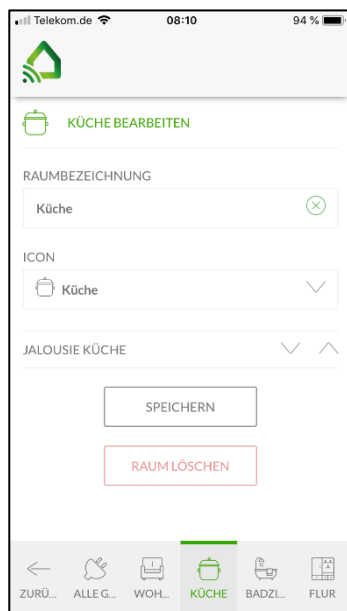 Telekom.de 08:10 94 %
KÜCHE BEARBEITEN
RAUMBEZEICHNUNG
Küche
ICON
Küche
JALOUSIE KÜCHE
SPEICHERN
RAUM LÖSCHEN
ZURÜ... ALLE G... WOH... KÜCHE BADZI... FLUR